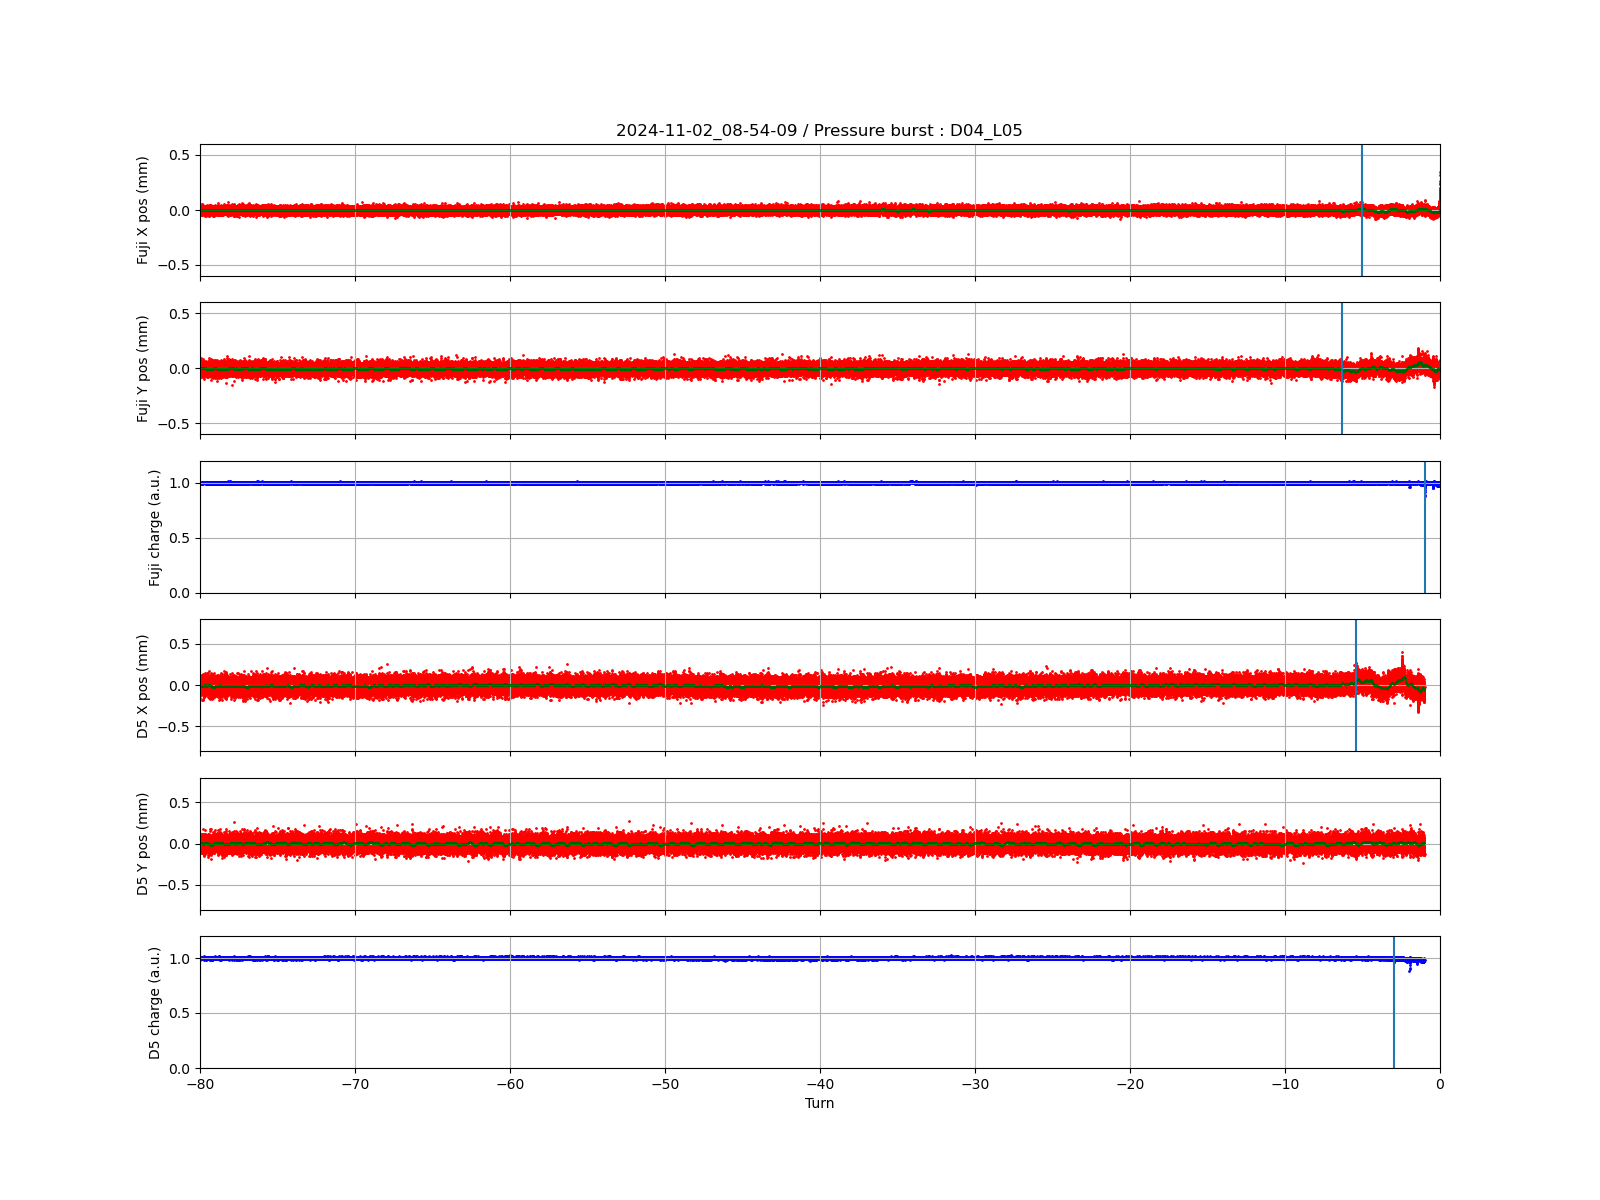 2024-11-02_08-54-09 / Pressure burst : D04_L05
Fuji X pos (mm)
0.5
0.0
−0.5
Fuji Y pos (mm)
0.5
0.0
−0.5
Fuji charge (a.u.)
1.0
0.5
0.0
D5 X pos (mm)
0.5
0.0
−0.5
D5 Y pos (mm)
0.5
0.0
−0.5
D5 charge (a.u.)
1.0
0.5
0.0
−80 −70 −60 −50 −40 −30 −20 −10 0
Turn